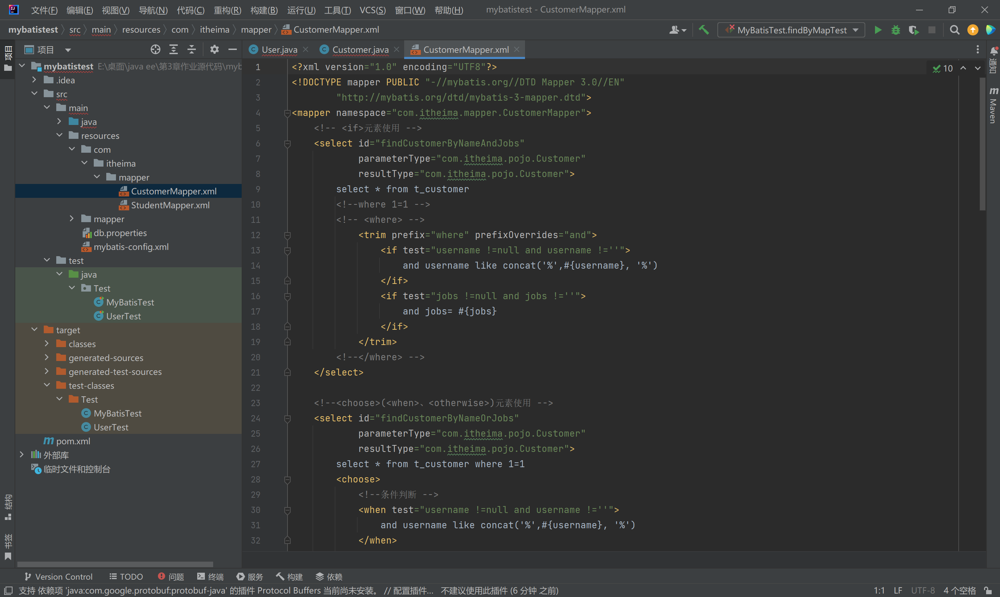 文件(F) 编辑(E) 视图(V) 导航(N) 代码(C) 重构(R) 构建(B) 运行(U) 工具(T) VCS(S) 窗口(W) 帮助(H) mybatistest - CustomerMapper.xml
mybatistest src main resources com itheima mapper CustomerMapper.xml MyBatisTest.findByMapTest
项目
项目
User.java Customer.java CustomerMapper.xml
通知
Maven
mybatistest E:\桌面\java ee\第3章作业源代码\myb
.idea
src
main
java
resources
com
itheima
mapper
CustomerMapper.xml
StudentMapper.xml
mapper
db.properties
mybatis-config.xml
test
java
Test
MyBatisTest
UserTest
target
classes
generated-sources
generated-test-sources
test-classes
Test
MyBatisTest
UserTest
pom.xml
外部库
临时文件和控制台
结构
书签
10
1 <?xml version="1.0" encoding="UTF8"?>
2 <!DOCTYPE mapper PUBLIC "-//mybatis.org//DTD Mapper 3.0//EN"
3 "http://mybatis.org/dtd/mybatis-3-mapper.dtd">
4 <mapper namespace="com.itheima.mapper.CustomerMapper">
5 <!-- <if>元素使用 -->
6 <select id="findCustomerByNameAndJobs"
7 parameterType="com.itheima.pojo.Customer"
8 resultType="com.itheima.pojo.Customer">
9 select * from t_customer
10 <!--where 1=1 -->
11 <!-- <where> -->
12 <trim prefix="where" prefixOverrides="and">
13 <if test="username !=null and username !=''">
14 and username like concat('%',#{username}, '%')
15 </if>
16 <if test="jobs !=null and jobs !=''">
17 and jobs= #{jobs}
18 </if>
19 </trim>
20 <!--</where> -->
21 </select>
22
23 <!--<choose>(<when>、<otherwise>)元素使用 -->
24 <select id="findCustomerByNameOrJobs"
25 parameterType="com.itheima.pojo.Customer"
26 resultType="com.itheima.pojo.Customer">
27 select * from t_customer where 1=1
28 <choose>
29 <!--条件判断 -->
30 <when test="username !=null and username !=''">
31 and username like concat('%',#{username}, '%')
32 </when>
Version Control TODO 问题 终端 服务 构建 依赖
支持 依赖项 'java:com.google.protobuf:protobuf-java' 的插件 Protocol Buffers 当前尚未安装。 // 配置插件... 不建议使用此插件 (6 分钟 之前) 1:1 LF UTF-8 4 个空格